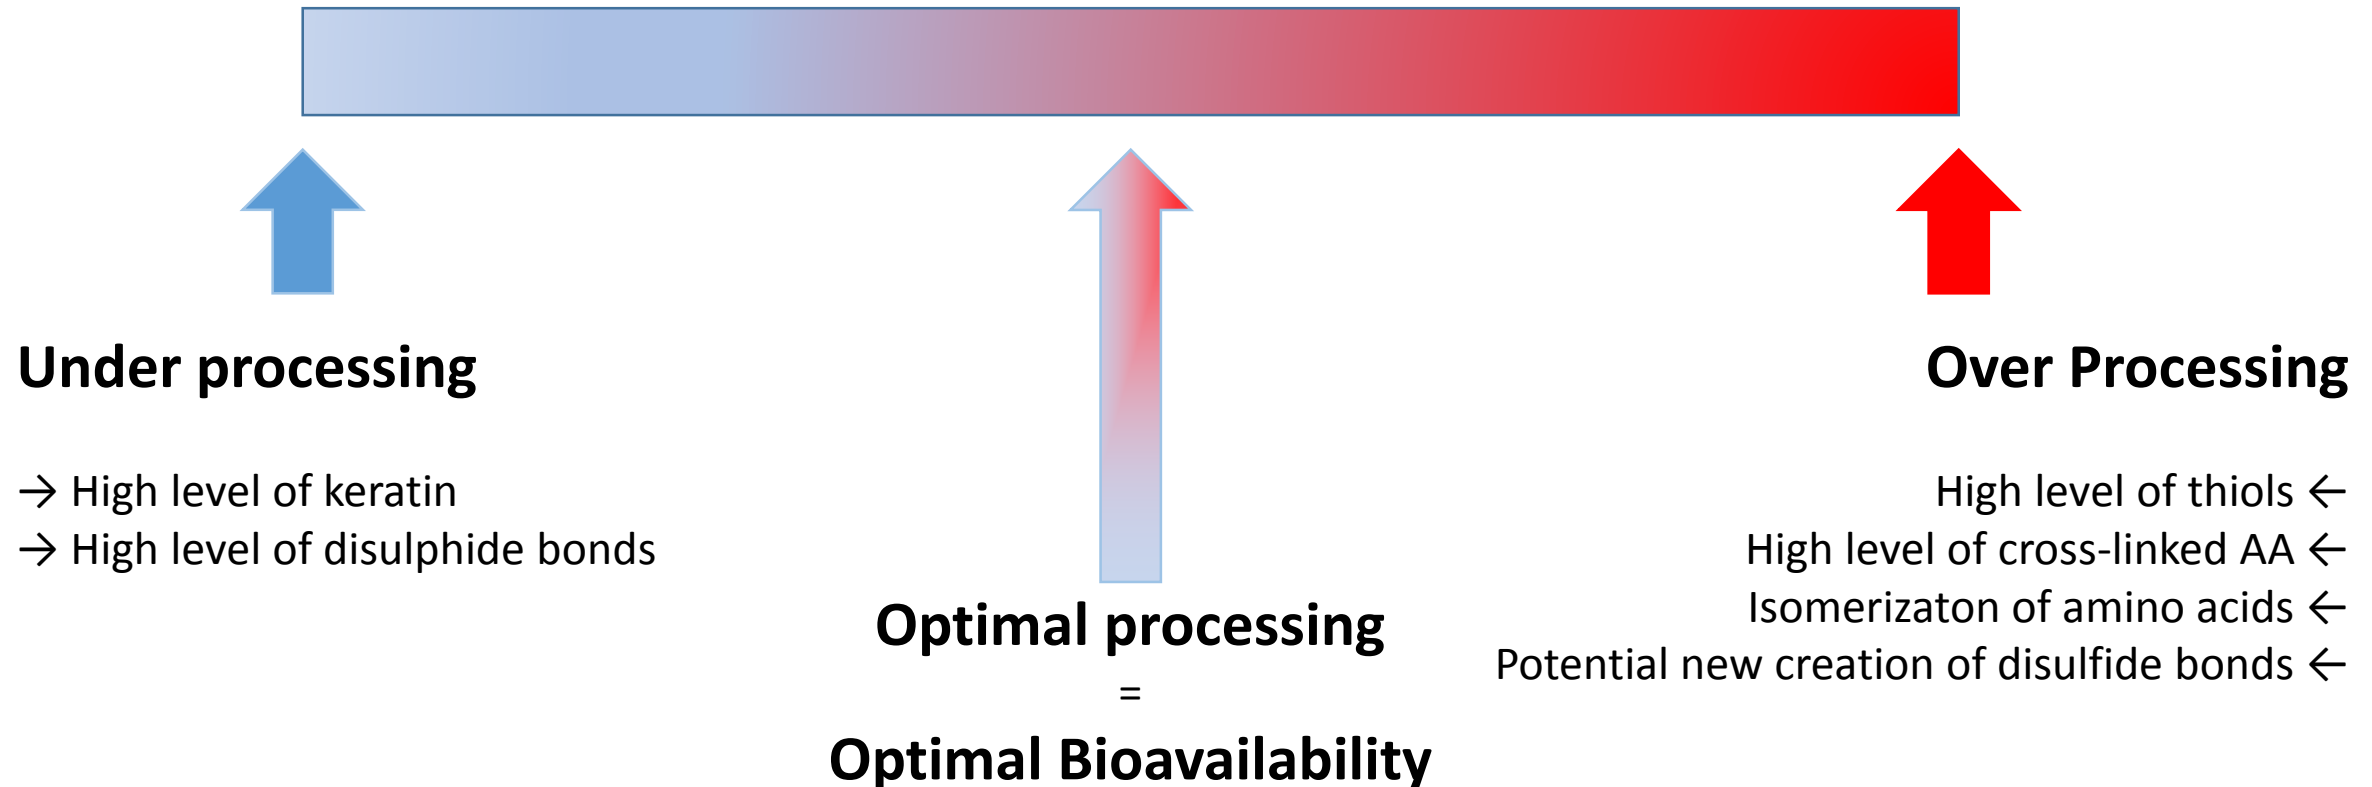 Under processing
→ High level of keratin
→ High level of disulphide bonds
Optimal processing
=
Optimal Bioavailability
Over Processing
High level of thiols ←
High level of cross-linked AA ←
Isomerizaton of amino acids ←
Potential new creation of disulfide bonds ←